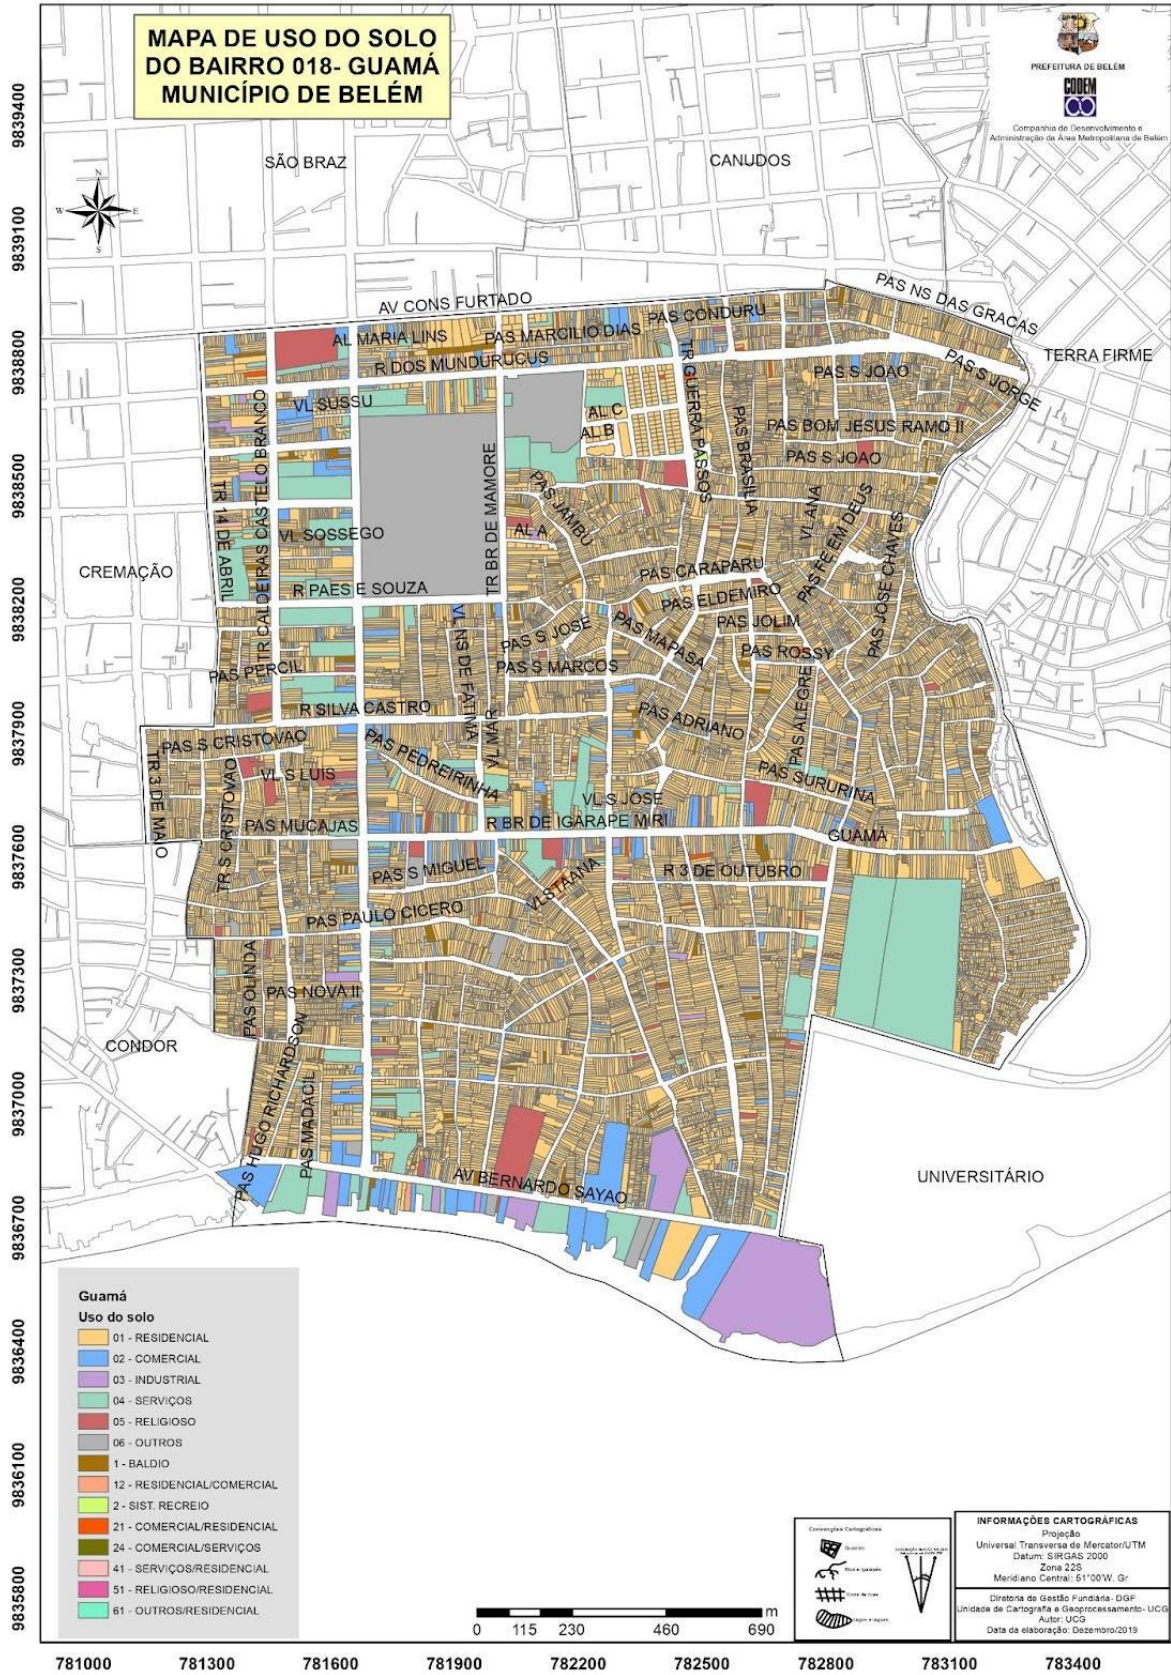 MAPA DE USO DO SOLO
DO BAIRRO 018- GUAMÁ
MUNICÍPIO DE BELÉM
PREFEITURA DE BELÉM
CODEM
Companhia de Desenvolvimento e
Administração da Área Metropolitana de Belém
SÃO BRAZ
CANUDOS
N
W
E
S
AV CONS FURTADO
PAS NS DAS GRACAS
PAS CONDURU
AL MARIA LINS
PAS MARCILIO DIAS
R DOS MUNDURUCUS
TERRA FIRME
PAS S JOAO
PAS S JORGE
VL SUSSU
AL C
AL B
TR GUERRA PASSOS
PAS BRASILIA
PAS BOM JESUS RAMO II
PAS S JOAO
TR 14 DE ABRIL
TR CALDEIRAS CASTELO BRANCO
TR BR DE MAMORE
PAS JAMBU
VL ANA
PAS FE EM DEUS
PAS JOSE CHAVES
VL SOSSEGO
AL A
CREMAÇÃO
R PAES E SOUZA
PAS CARAPARU
PAS ELDEMIRO
PAS JOLIM
PAS S JOSE
PAS MAPASA
PAS ROSSY
VL NS DE FATIMA
PAS S MARCOS
PAS PERCIL
R SILVA CASTRO
VL MAR
PAS ADRIANO
PAS ALEGRE
PAS S CRISTOVAO
PAS PEDREIRINHA
TR 3 DE MAIO
VL S LUIS
TR S CRISTOVAO
PAS SURURINA
VL S JOSE
PAS MUCAJAS
R BR DE IGARAPE MIRI
GUAMÁ
PAS S MIGUEL
VL STA ANA
R 3 DE OUTUBRO
PAS PAULO CICERO
PAS OLINDA
PAS NOVA II
CONDOR
PAS HUGO RICHARDSON
PAS MADACIL
AV BERNARDO SAYAO
UNIVERSITÁRIO
9839400
9839100
9838800
9838500
9838200
9837900
9837600
9837300
9837000
9836700
9836400
9836100
9835800
Guamá
Uso do solo
01 - RESIDENCIAL
02 - COMERCIAL
03 - INDUSTRIAL
04 - SERVIÇOS
05 - RELIGIOSO
06 - OUTROS
1 - BALDIO
12 - RESIDENCIAL/COMERCIAL
2 - SIST. RECREIO
21 - COMERCIAL/RESIDENCIAL
24 - COMERCIAL/SERVIÇOS
41 - SERVIÇOS/RESIDENCIAL
51 - RELIGIOSO/RESIDENCIAL
61 - OUTROS/RESIDENCIAL
m
0 115 230 460 690
Convenções Cartográficas
INFORMAÇÕES CARTOGRÁFICAS
Projeção
Universal Transversa de Mercator/UTM
Datum: SIRGAS 2000
Zona 22S
Meridiano Central: 51°00'W. Gr
Diretoria de Gestão Fundiária- DGF
Unidade de Cartografia e Geoprocessamento- UCG
Autor: UCG
Data da elaboração: Dezembro/2019
781000 781300 781600 781900 782200 782500 782800 783100 783400